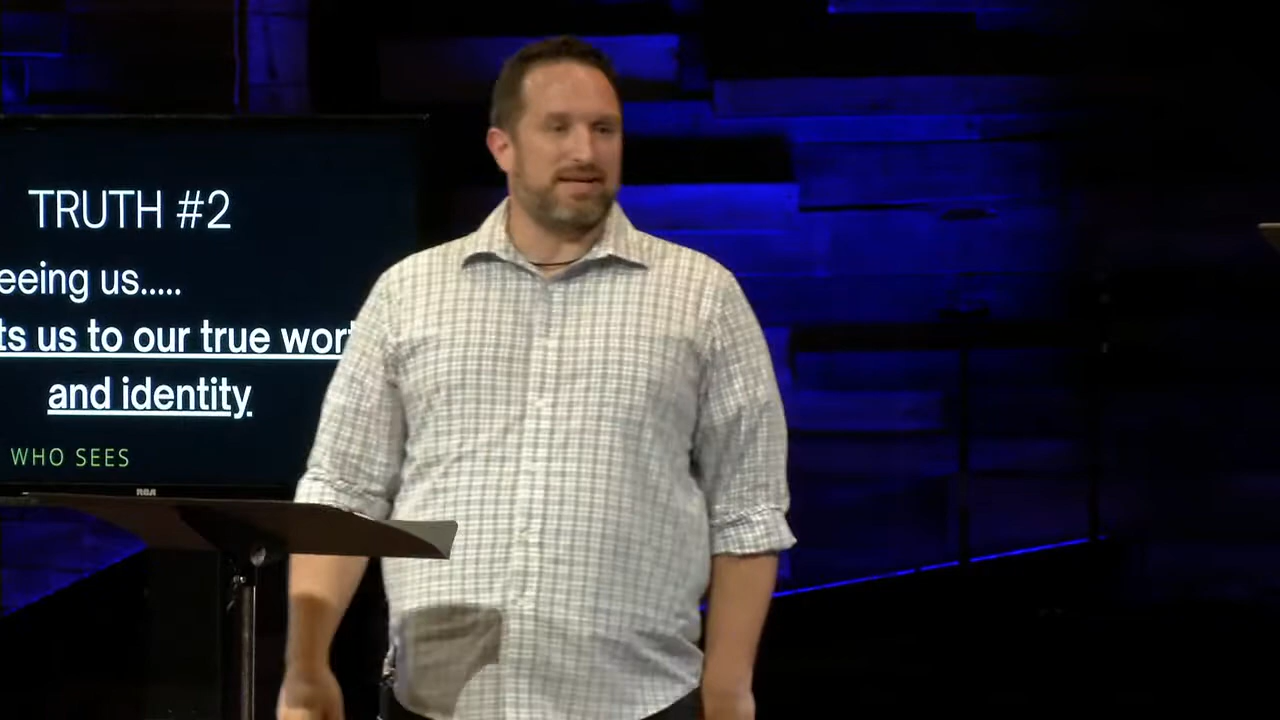 TRUTH #2
eeing us.....
ts us to our true wor
and identity
WHO SEES
RCA